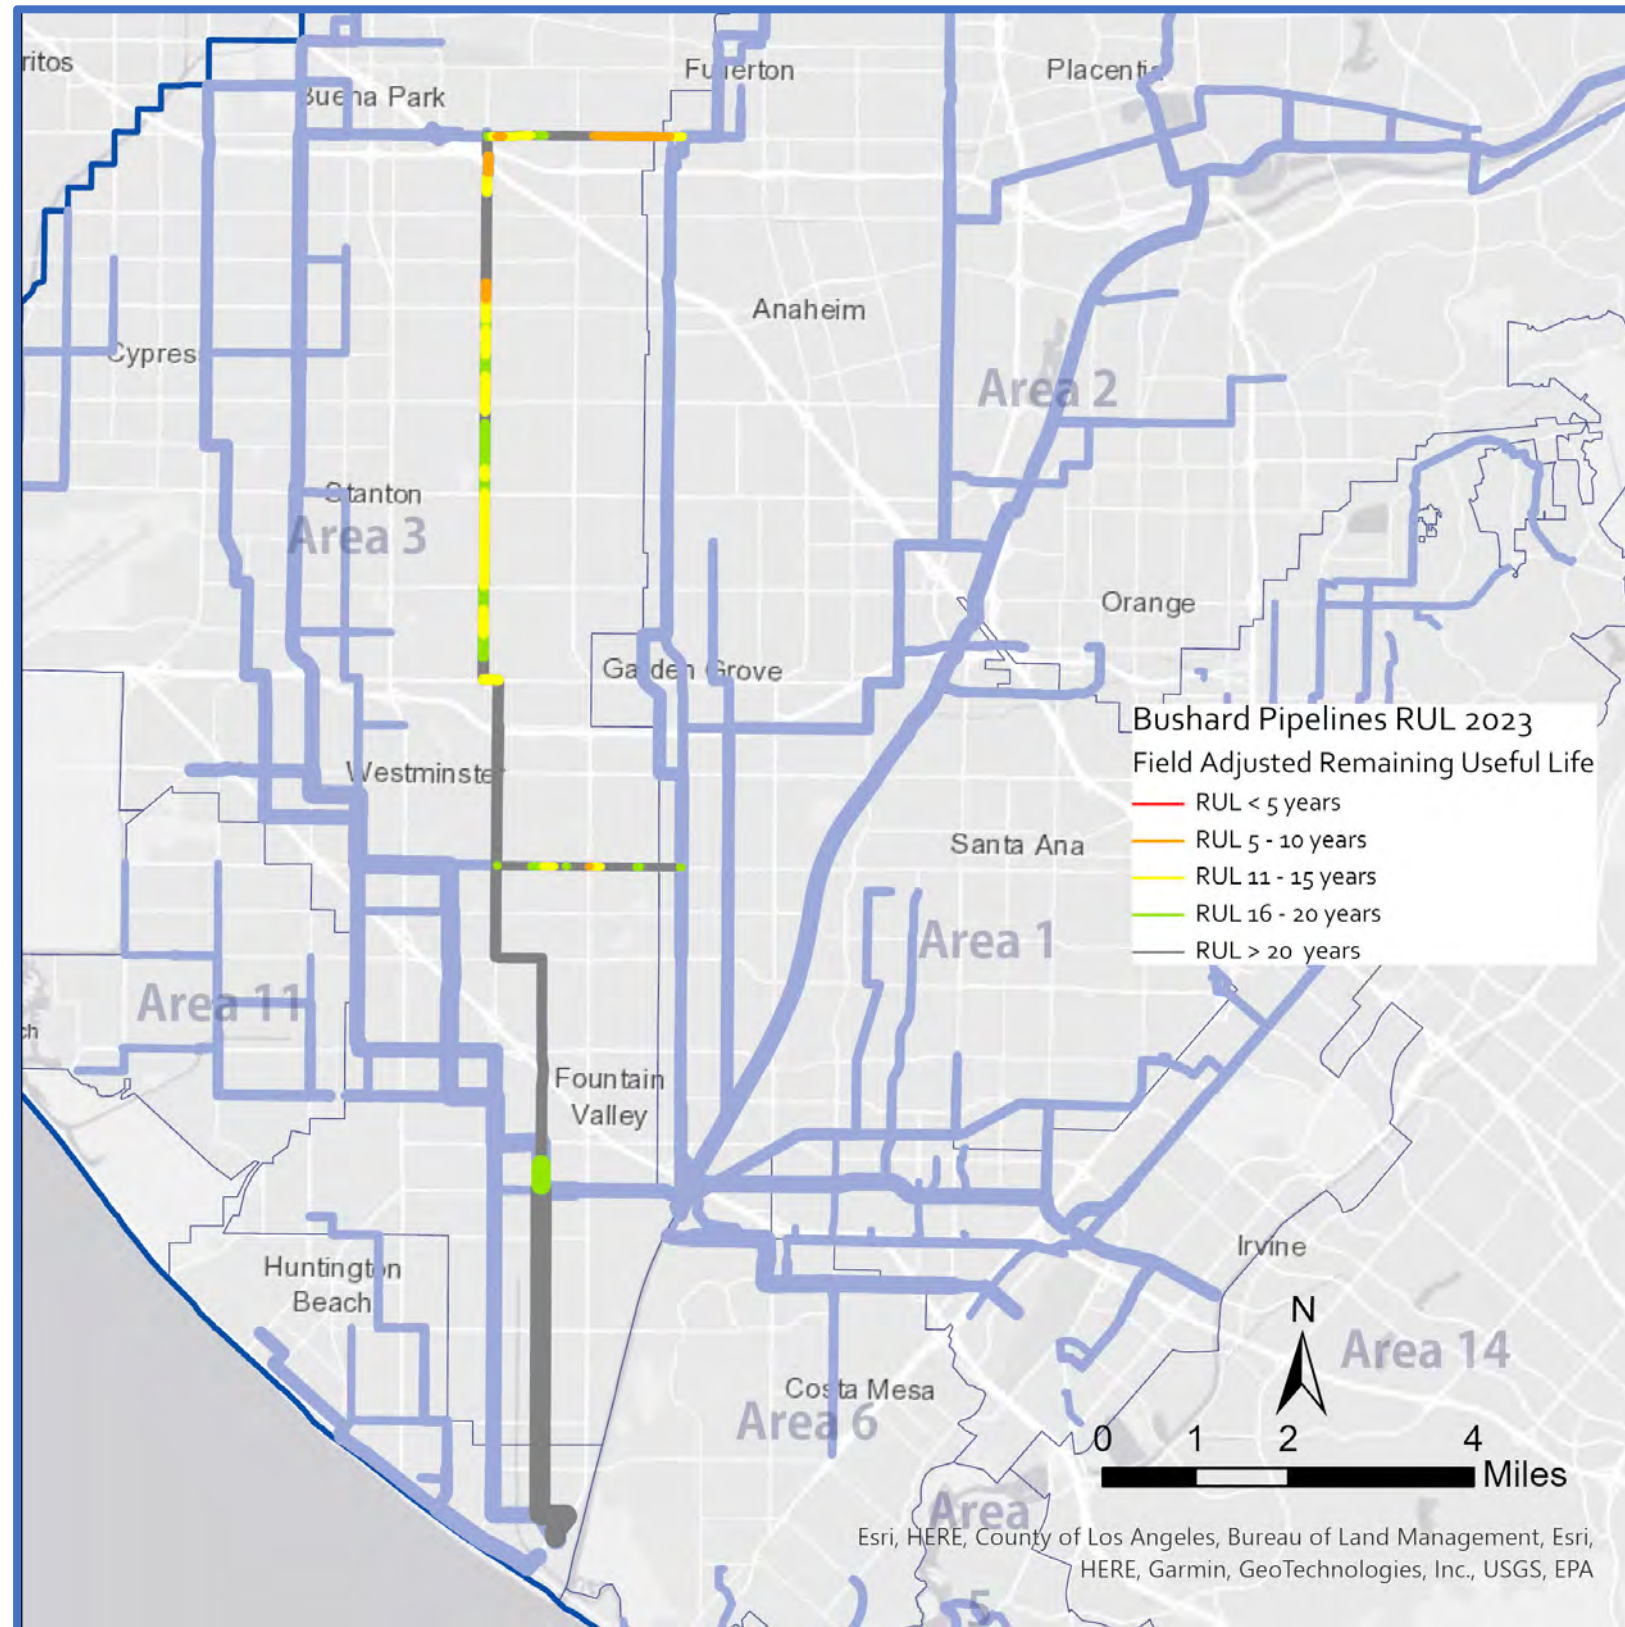 ritos
Fullerton
Placentia
Buena Park
Anaheim
Cypress
Area 2
Stanton
Area 3
Orange
Garden Grove
Bushard Pipelines RUL 2023
Field Adjusted Remaining Useful Life
RUL < 5 years
RUL 5 - 10 years
RUL 11 - 15 years
RUL 16 - 20 years
RUL > 20 years
Westminster
Santa Ana
Area 1
Area 11
ch
Fountain
Valley
Irvine
Huntington
Beach
N
Area 14
Costa Mesa
Area 6
0 1 2 4
Miles
Area
5
Esri, HERE, County of Los Angeles, Bureau of Land Management, Esri,
HERE, Garmin, GeoTechnologies, Inc., USGS, EPA